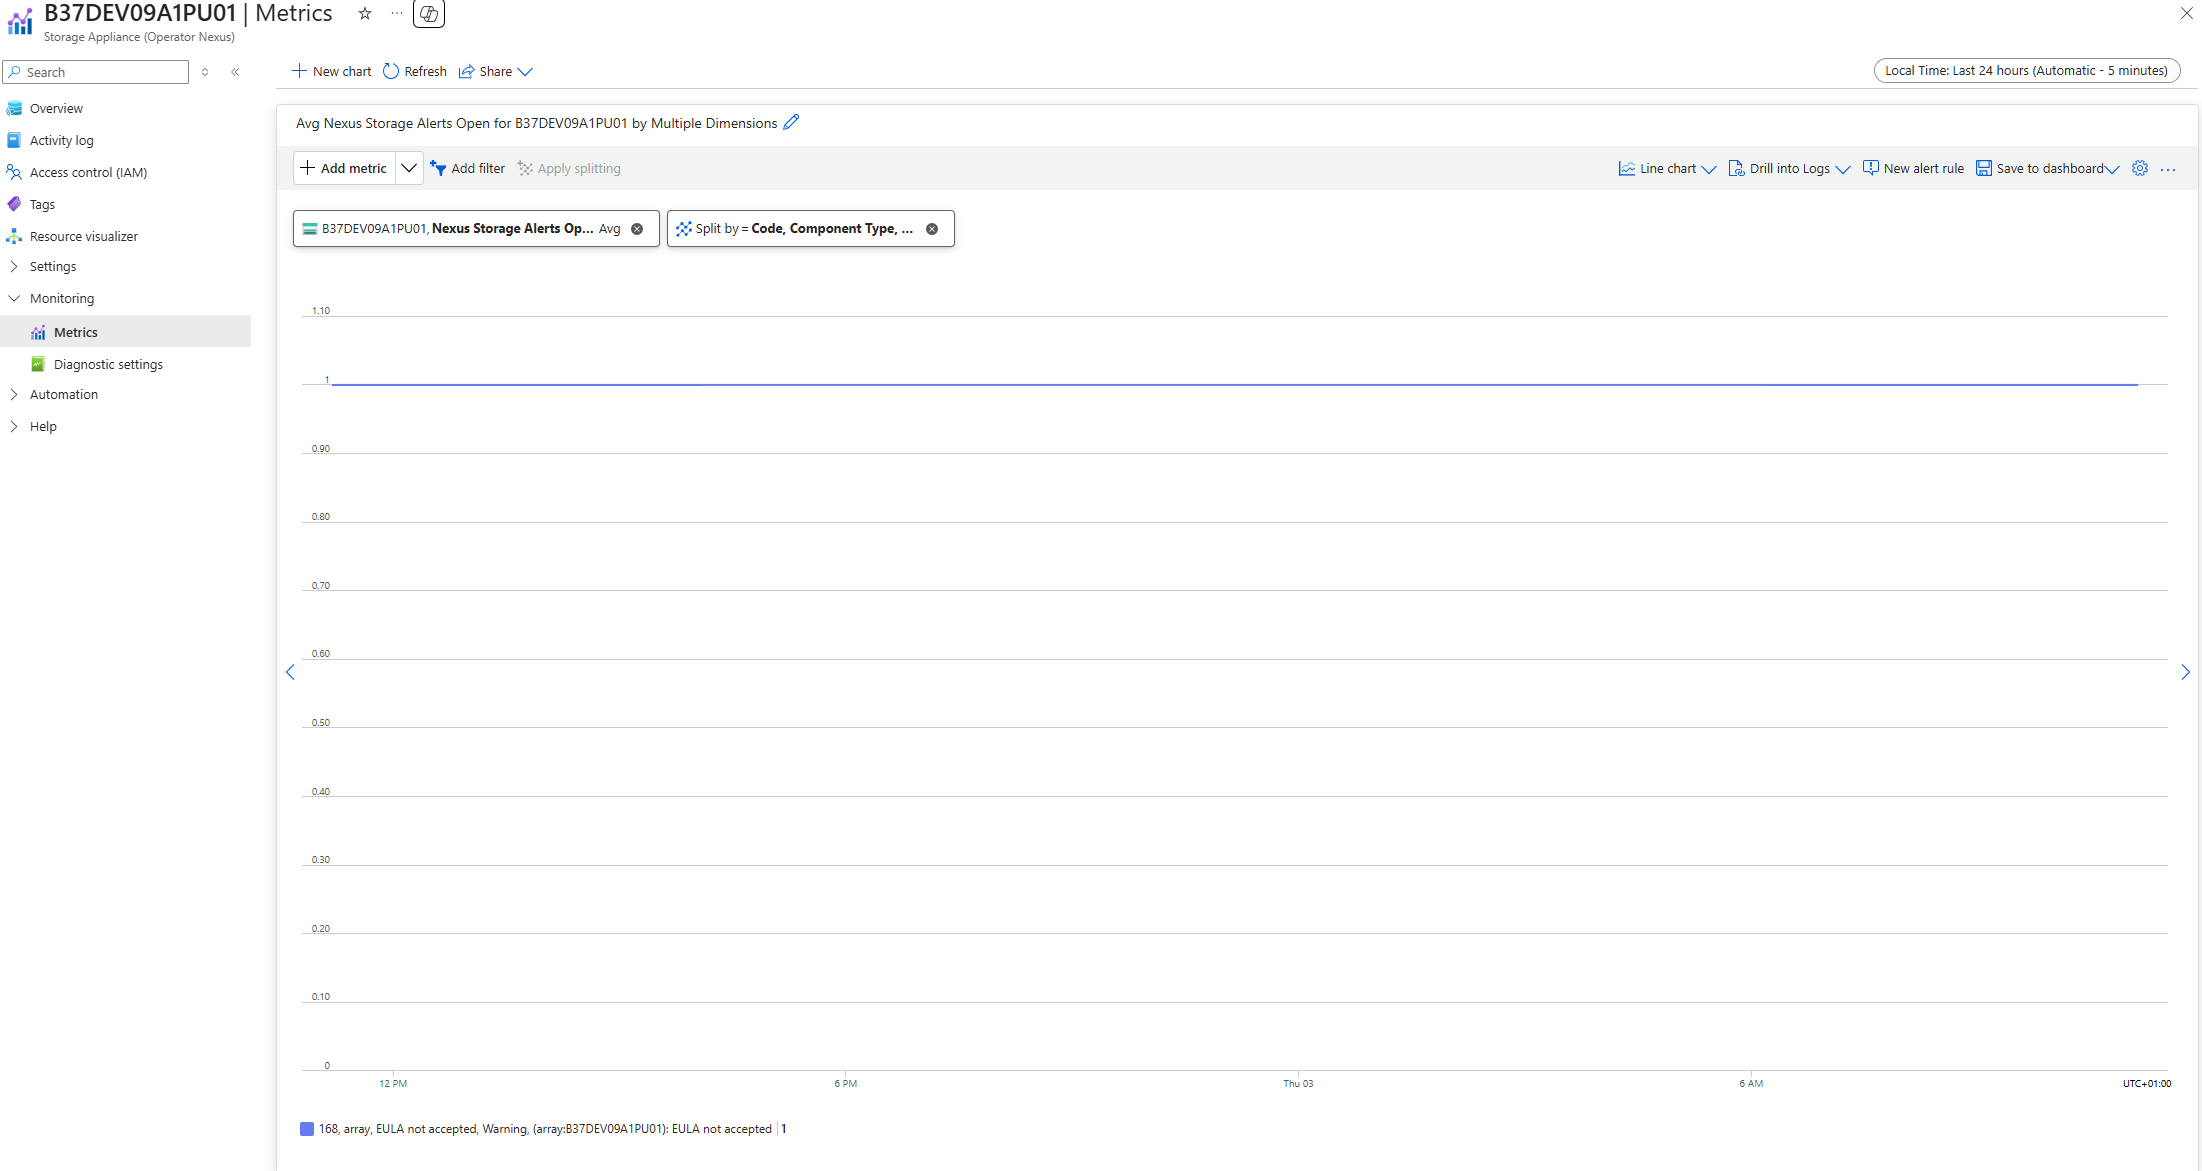 B37DEV09A1PU01 | Metrics
Storage Appliance (Operator Nexus)
Search
Overview
Activity log
Access control (IAM)
Tags
Resource visualizer
Settings
Monitoring
Metrics
Diagnostic settings
Automation
Help
New chart Refresh Share
Local Time: Last 24 hours (Automatic - 5 minutes)
Avg Nexus Storage Alerts Open for B37DEV09A1PU01 by Multiple Dimensions
Add metric Add filter Apply splitting
Line chart Drill into Logs New alert rule Save to dashboard
B37DEV09A1PU01, Nexus Storage Alerts Op... Avg
Split by = Code, Component Type, ...
1.10
1
0.90
0.80
0.70
0.60
0.50
0.40
0.30
0.20
0.10
0
12 PM 6 PM Thu 03 6 AM UTC+01:00
168, array, EULA not accepted, Warning, (array:B37DEV09A1PU01): EULA not accepted 1